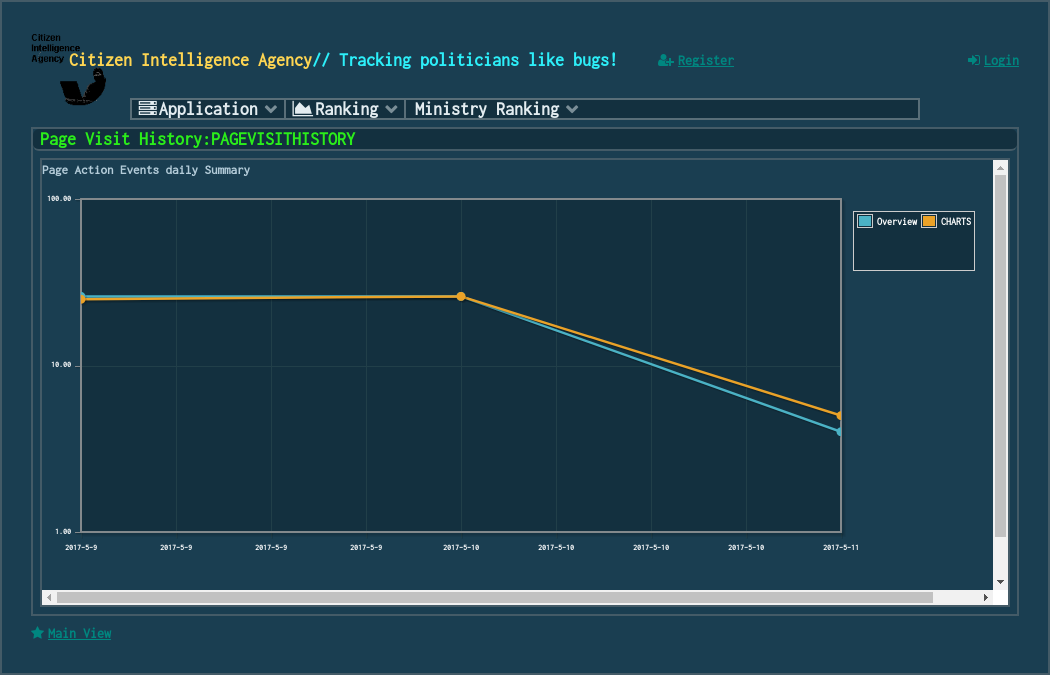 Citizen
Intelligence
Agency
Citizen Intelligence Agency// Tracking politicians like bugs!
Register
Login
Application
Ranking
Ministry Ranking
Page Visit History:PAGEVISITHISTORY
Page Action Events daily Summary
100.00
Overview
CHARTS
10.00
1.00
2017-5-9 2017-5-9 2017-5-9 2017-5-9 2017-5-10 2017-5-10 2017-5-10 2017-5-10 2017-5-11
Main View